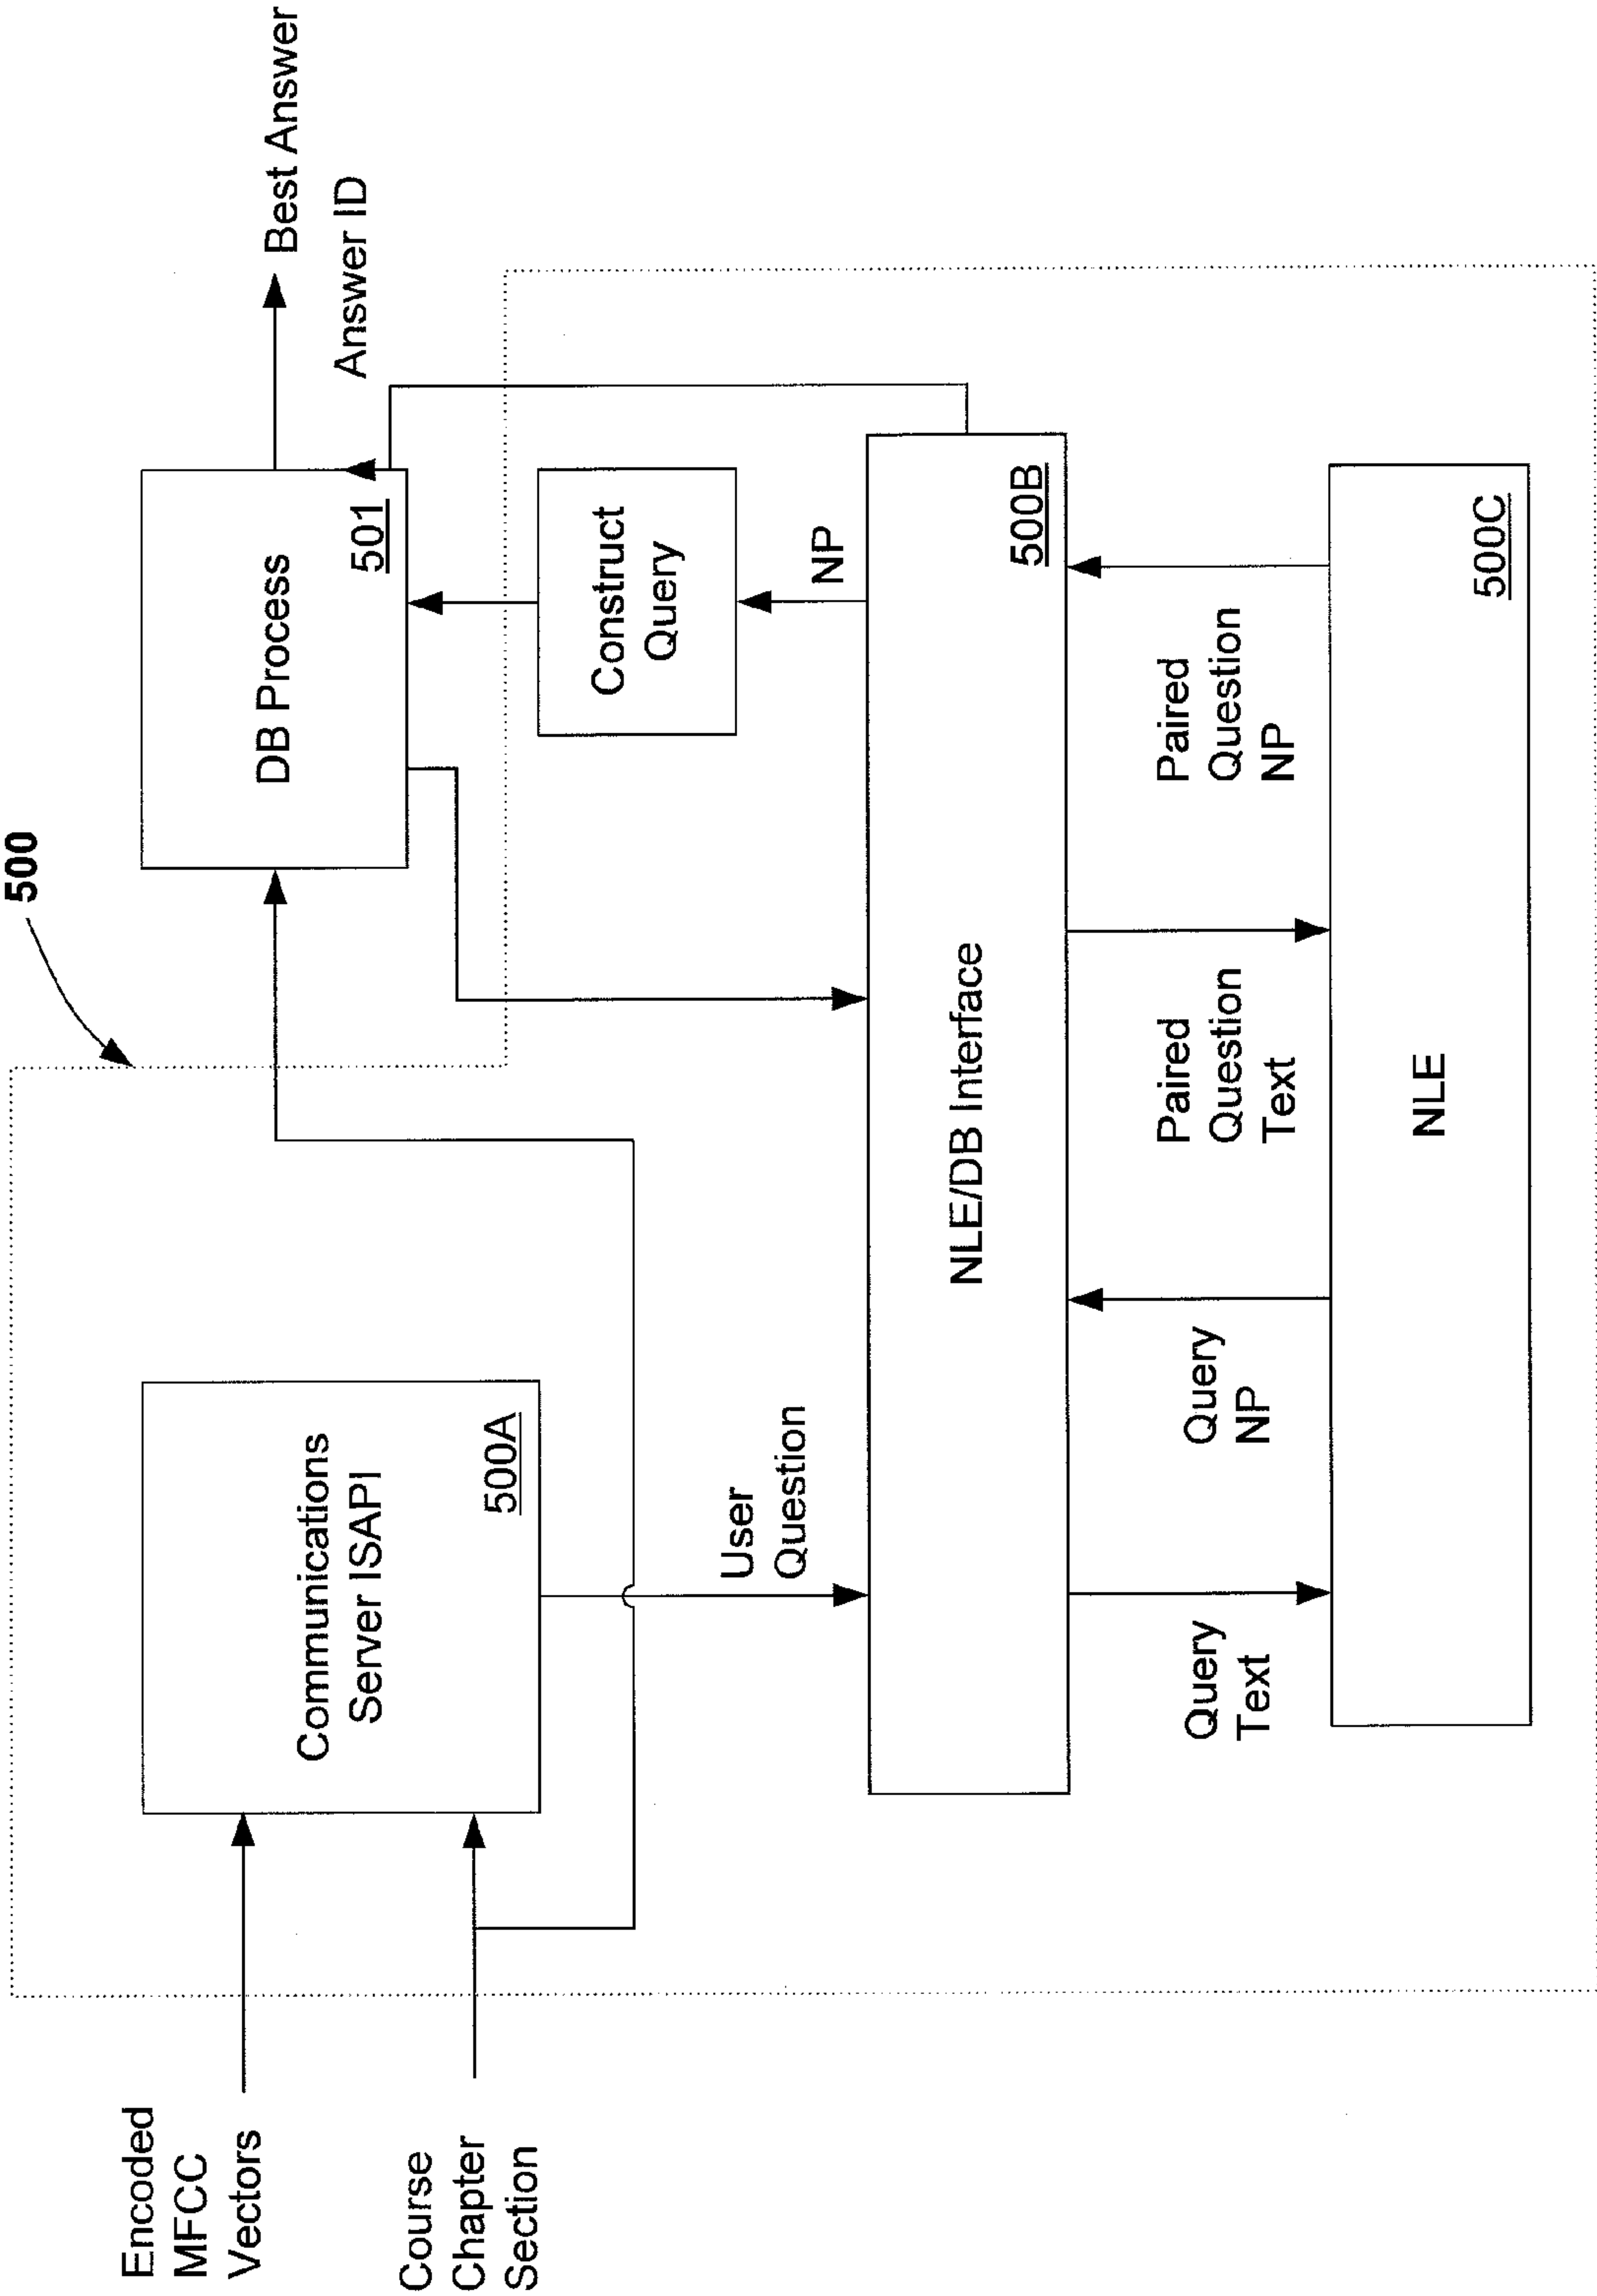 500
Encoded
MFCC
Vectors
Course
Chapter
Section
Communications
Server ISAPI
500A
DB Process
501
Best Answer
Answer ID
Construct
Query
NP
User
Question
NLE/DB Interface
500B
Query
Text
Query
NP
Paired
Question
Text
Paired
Question
NP
NLE
500C